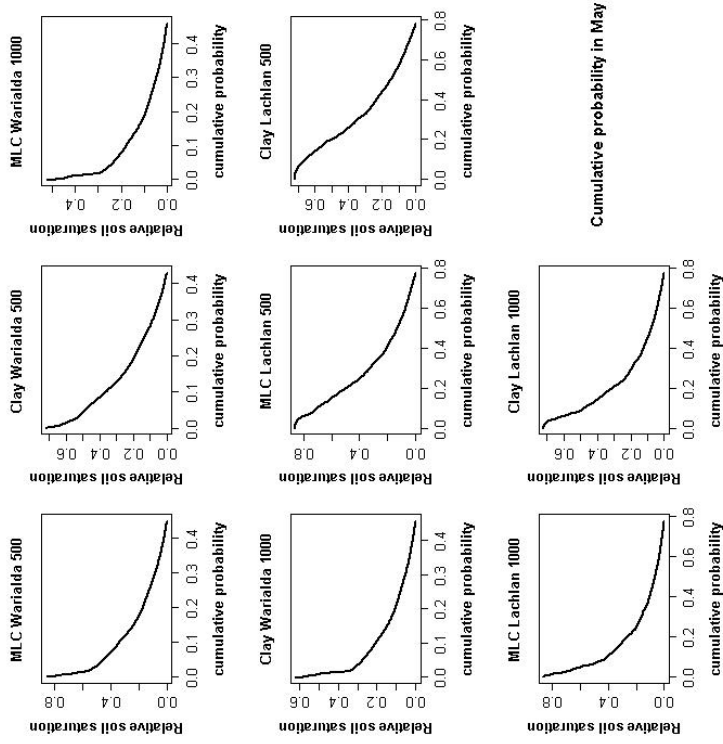 MLC Warialda 500
Relative soil saturation
0.0 0.4 0.8
0.0 0.1 0.2 0.3 0.4
cumulative probability
Clay Warialda 500
Relative soil saturation
0.0 0.2 0.4 0.6
0.0 0.1 0.2 0.3 0.4
cumulative probability
MLC Warialda 1000
Relative soil saturation
0.0 0.2 0.4
0.0 0.1 0.2 0.3 0.4
cumulative probability
Clay Warialda 1000
Relative soil saturation
0.0 0.2 0.4 0.6
0.0 0.1 0.2 0.3 0.4
cumulative probability
MLC Lachlan 500
Relative soil saturation
0.0 0.4 0.8
0.0 0.2 0.4 0.6 0.8
cumulative probability
Clay Lachlan 500
Relative soil saturation
0.0 0.2 0.4 0.6
0.0 0.2 0.4 0.6 0.8
cumulative probability
MLC Lachlan 1000
Relative soil saturation
0.0 0.4 0.8
0.0 0.2 0.4 0.6 0.8
cumulative probability
Clay Lachlan 1000
Relative soil saturation
0.0 0.2 0.4 0.6
0.0 0.2 0.4 0.6 0.8
cumulative probability
Cumulative probability in May